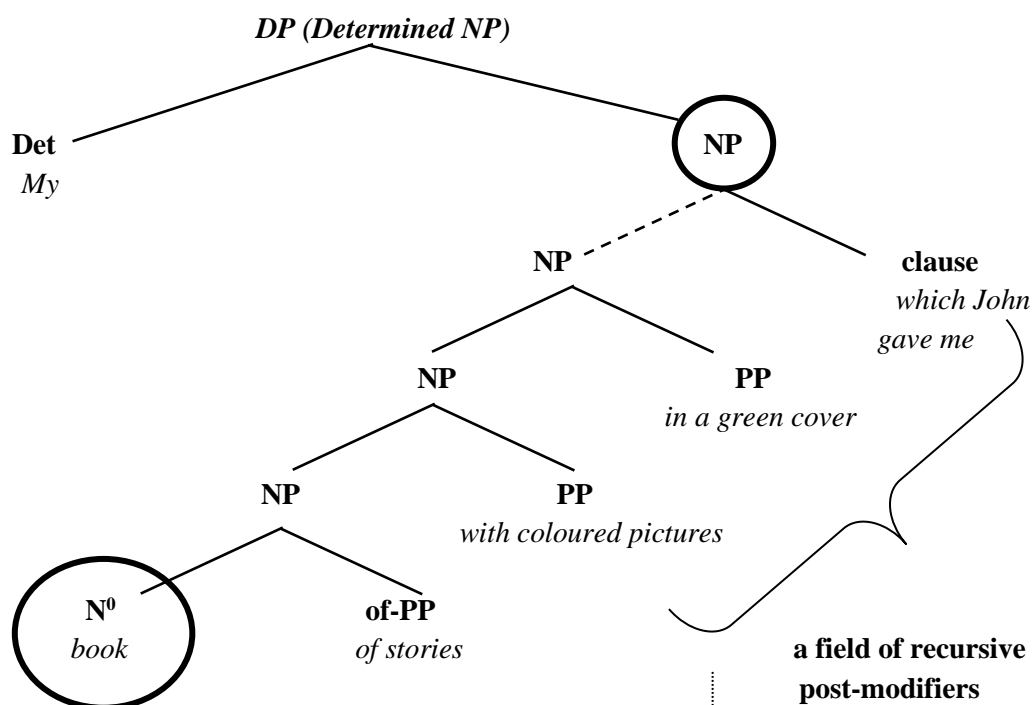 DP (Determined NP)
Det
My
NP
NP
clause
which John
gave me
NP
PP
in a green cover
NP
PP
with coloured pictures
N⁰
book
of-PP
of stories
a field of recursive
post-modifiers